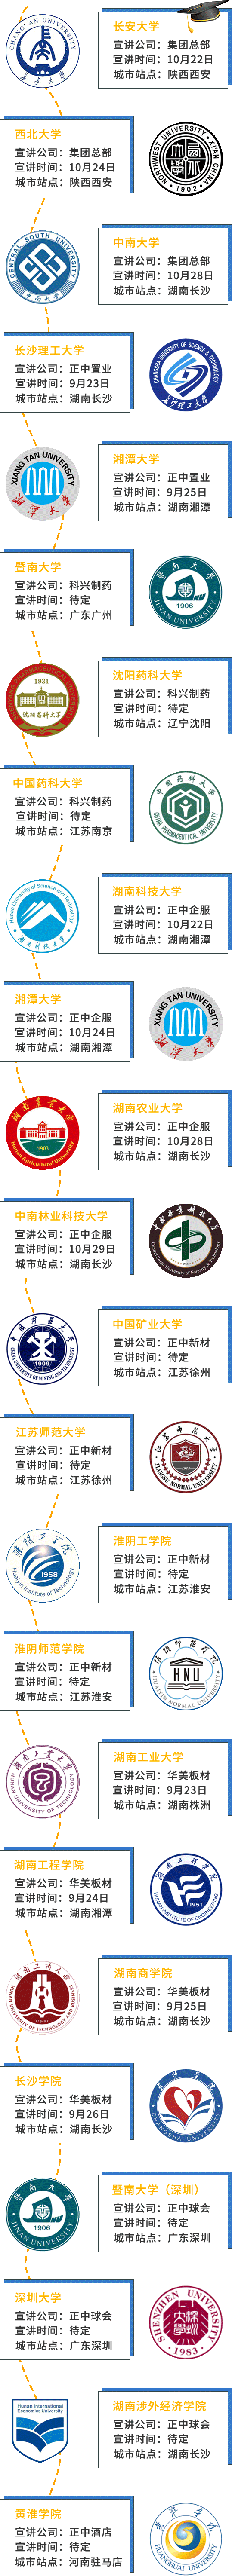 长安大学
宣讲公司：集团总部
宣讲时间：10月22日
城市站点：陕西西安
CHANG'AN UNIVERSITY
西北大学
宣讲公司：集团总部
宣讲时间：10月24日
城市站点：陕西西安
NORTHWEST UNIVERSITY XI'AN CHINA
1902
中南大学
宣讲公司：集团总部
宣讲时间：10月28日
城市站点：湖南长沙
CENTRAL SOUTH UNIVERSITY
中南大学
长沙理工大学
宣讲公司：正中置业
宣讲时间：9月23日
城市站点：湖南长沙
CHANGSHA UNIVERSITY OF SCIENCE & TECHNOLOGY
长沙理工大学
湘潭大学
宣讲公司：正中置业
宣讲时间：9月25日
城市站点：湖南湘潭
XIANG TAN UNIVERSITY
湘潭大学
暨南大学
宣讲公司：科兴制药
宣讲时间：待定
城市站点：广东广州
暨南大学
1906
JINAN UNIVERSITY
沈阳药科大学
宣讲公司：科兴制药
宣讲时间：待定
城市站点：辽宁沈阳
SHENYANG PHARMACEUTICAL UNIVERSITY
1931
沈阳药科大学
中国药科大学
宣讲公司：科兴制药
宣讲时间：待定
城市站点：江苏南京
中国药科大学
CHINA PHARMACEUTICAL UNIVERSITY
湖南科技大学
宣讲公司：正中企服
宣讲时间：10月22日
城市站点：湖南湘潭
Hunan University of Science and Technology
湖南科技大学
湘潭大学
宣讲公司：正中企服
宣讲时间：10月24日
城市站点：湖南湘潭
XIANG TAN UNIVERSITY
湘潭大学
湖南农业大学
宣讲公司：正中企服
宣讲时间：10月28日
城市站点：湖南长沙
湖南农业大学
1903
Hunan Agricultural University
中南林业科技大学
宣讲公司：正中企服
宣讲时间：10月29日
城市站点：湖南长沙
中南林业科技大学
Central South University of Forestry & Technology
中国矿业大学
宣讲公司：正中新材
宣讲时间：待定
城市站点：江苏徐州
中国矿业大学
1909
CHINA UNIVERSITY OF MINING AND TECHNOLOGY
江苏师范大学
宣讲公司：正中新材
宣讲时间：待定
城市站点：江苏徐州
江苏师范大学
JIANGSU NORMAL UNIVERSITY
淮阴工学院
宣讲公司：正中新材
宣讲时间：待定
城市站点：江苏淮安
淮阴工学院
1958
Huaiyin Institute of Technology
淮阴师范学院
宣讲公司：正中新材
宣讲时间：待定
城市站点：江苏淮安
淮阴师范学院
HNU
HUAIYIN NORMAL UNIVERSITY
湖南工业大学
宣讲公司：华美板材
宣讲时间：9月23日
城市站点：湖南株洲
湖南工业大学
HUNAN UNIVERSITY OF TECHNOLOGY
湖南工程学院
宣讲公司：华美板材
宣讲时间：9月24日
城市站点：湖南湘潭
湖南工程学院
1951
HUNAN INSTITUTE OF ENGINEERING
湖南商学院
宣讲公司：华美板材
宣讲时间：9月25日
城市站点：湖南长沙
湖南工商大学
HUNAN UNIVERSITY OF TECHNOLOGY AND BUSINESS
长沙学院
宣讲公司：华美板材
宣讲时间：9月26日
城市站点：湖南长沙
长沙学院
CHANGSHA UNIVERSITY
暨南大学（深圳）
宣讲公司：正中球会
宣讲时间：待定
城市站点：广东深圳
暨南大学
1906
JINAN UNIVERSITY
深圳大学
宣讲公司：正中球会
宣讲时间：待定
城市站点：广东深圳
SHENZHEN UNIVERSITY
1983
湖南涉外经济学院
宣讲公司：正中球会
宣讲时间：待定
城市站点：湖南长沙
Hunan International
Economics University
黄淮学院
宣讲公司：正中酒店
宣讲时间：待定
城市站点：河南驻马店
黄淮学院
HUANGHUAI UNIVERSITY